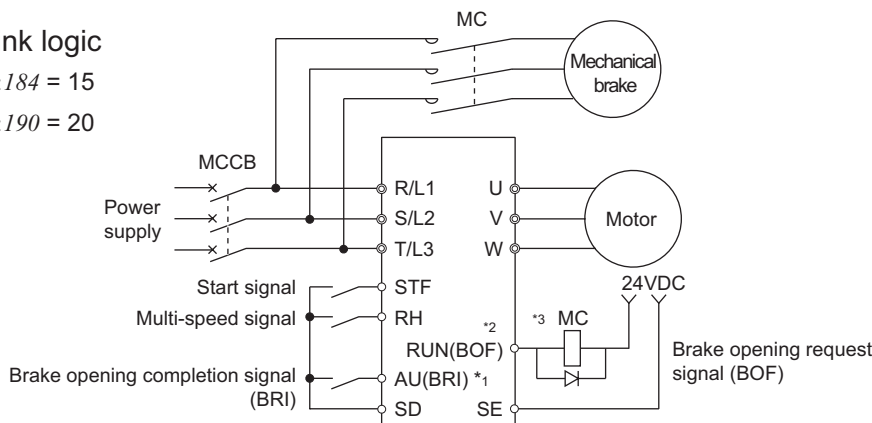 MC
nk logic
184 = 15
190 = 20
Mechanical
brake
MCCB
Power
supply
R/L1
S/L2
T/L3
U
V
W
Motor
Start signal
STF
24VDC
Multi-speed signal
RH
*2
*3
MC
RUN(BOF)
Brake opening request
signal (BOF)
Brake opening completion signal
(BRI)
AU(BRI) *1
SD
SE